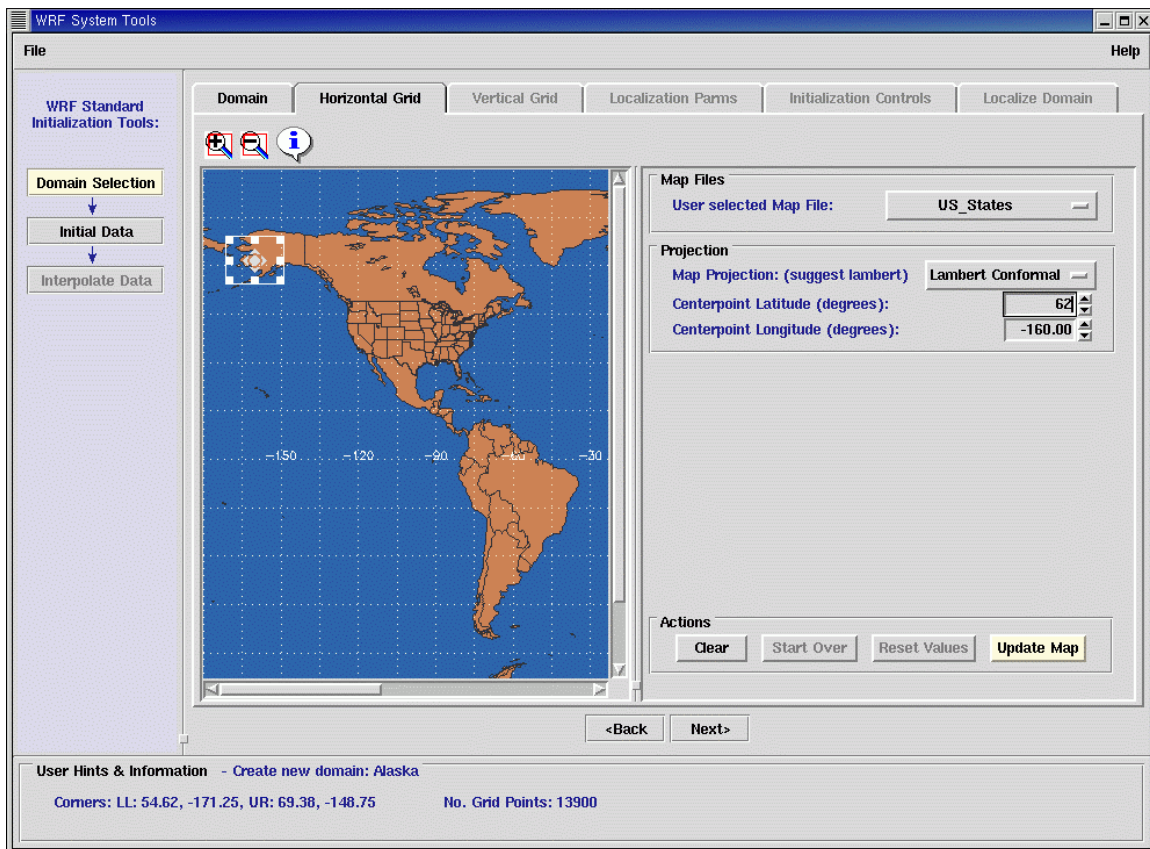 WRF System Tools
File
Help
WRF Standard
Initialization Tools:
Domain Selection
Initial Data
Interpolate Data
Domain
Horizontal Grid
Vertical Grid
Localization Parms
Initialization Controls
Localize Domain
-150
-120
-90
-60
-30
Map Files
User selected Map File:
US_States
Projection
Map Projection: (suggest lambert)
Lambert Conformal
Centerpoint Latitude (degrees):
62
Centerpoint Longitude (degrees):
-160.00
Actions
Clear
Start Over
Reset Values
Update Map
<Back
Next>
User Hints & Information - Create new domain: Alaska
Corners: LL: 54.62, -171.25, UR: 69.38, -148.75
No. Grid Points: 13900